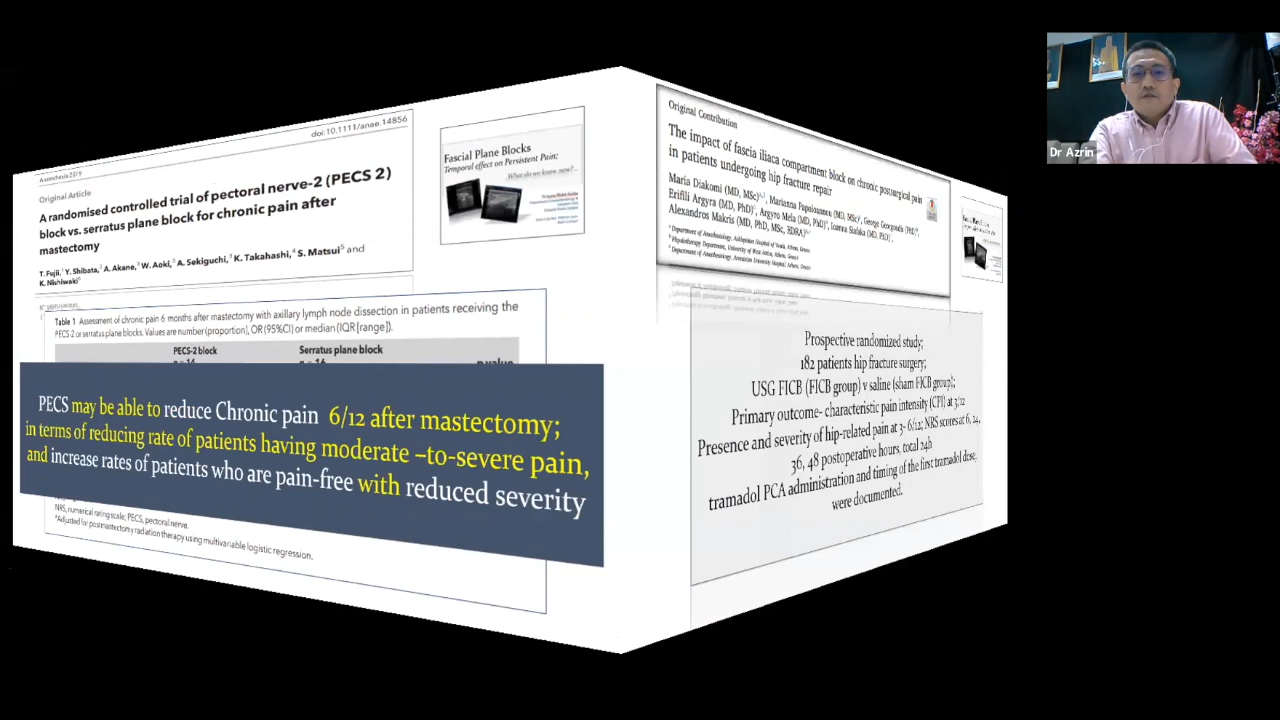 Anaesthesia 2019
doi:10.1111/anae.14856
Original Article
A randomised controlled trial of pectoral nerve-2 (PECS 2)
block vs. serratus plane block for chronic pain after
mastectomy
T. Fujii, Y. Shibata, A. Akane, W. Aoki, A. Sekiguchi, K. Takahashi, S. Matsui and
K. Nishiwaki
Fascial Plane Blocks
Temporal effect on Persistent Pain;
What do we know now?..
Table 1 Assessment of chronic pain 6 months after mastectomy with axillary lymph node dissection in patients receiving the
PECS 2 or serratus plane blocks. Values are number (proportion), OR (95%CI) or median (IQR [range]).
PECS-2 block
Serratus plane block
p value
PECS may be able to reduce Chronic pain 6/12 after mastectomy;
in terms of reducing rate of patients having moderate –to-severe pain,
and increase rates of patients who are pain-free with reduced severity
NRS, numerical rating scale; PECS, pectoral nerve.
Adjusted for postmastectomy radiation therapy using multivariable logistic regression.
Original Contribution
The impact of fascia iliaca compartment block on chronic postsurgical pain
in patients undergoing hip fracture repair
Maria Diakomi (MD, MSc), Marianna Papaioannou (MD, MSc), George Georgoudis (PhD),
Erifili Argyra (MD, PhD), Argyro Mela (MD, PhD), Ioanna Siafaka (MD, PhD),
Alexandros Makris (MD, PhD, MSc, EDRA)
Prospective randomized study;
182 patients hip fracture surgery;
USG FICB (FICB group) v saline (sham FICB group);
Primary outcome- characteristic pain intensity (CPI) at 3/12
Presence and severity of hip-related pain at 3- 6/12; NRS scores at 6, 24,
36, 48 postoperative hours, total 24h
tramadol PCA administration and timing of the first tramadol dose,
were documented.
Dr Azrin